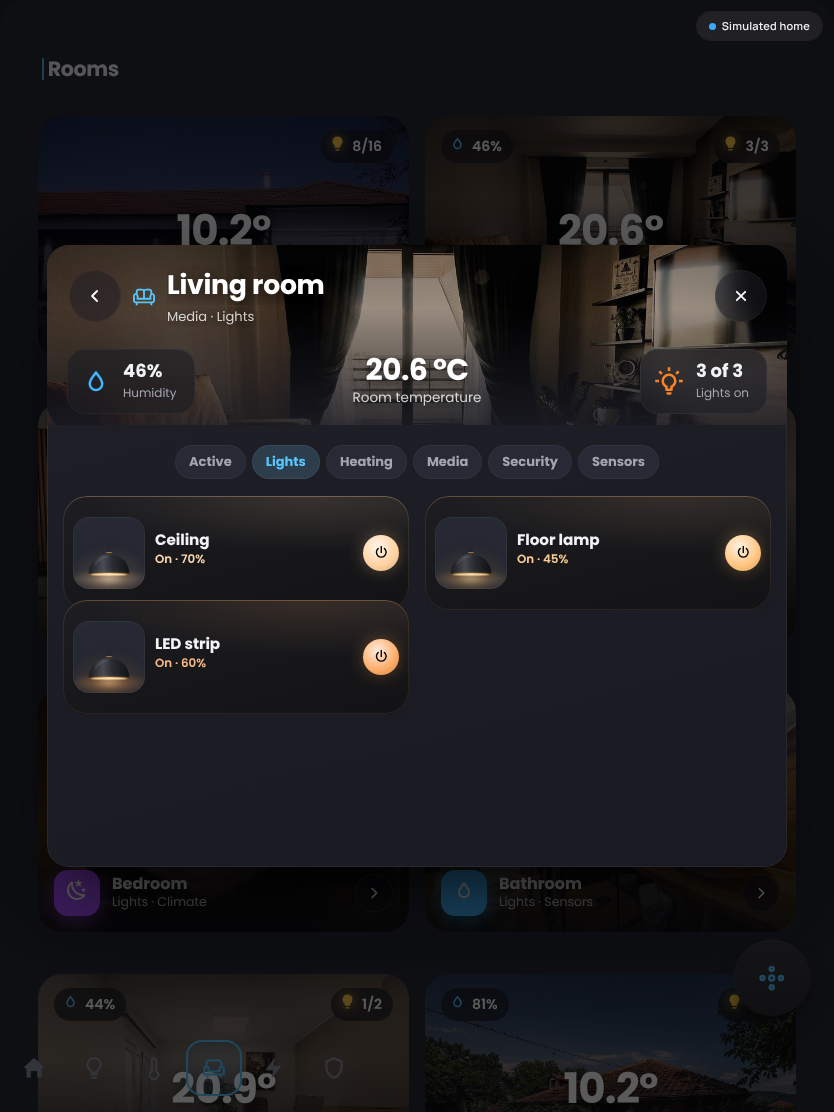 Simulated home
Rooms
8/16
46%
3/3
10.2°
20.6°
Living room
Media · Lights
46%
Humidity
20.6 °C
Room temperature
3 of 3
Lights on
Active
Lights
Heating
Media
Security
Sensors
Ceiling
On · 70%
Floor lamp
On · 45%
LED strip
On · 60%
Bedroom
Lights · Climate
Bathroom
Lights · Sensors
44%
1/2
81%
20.9°
10.2°